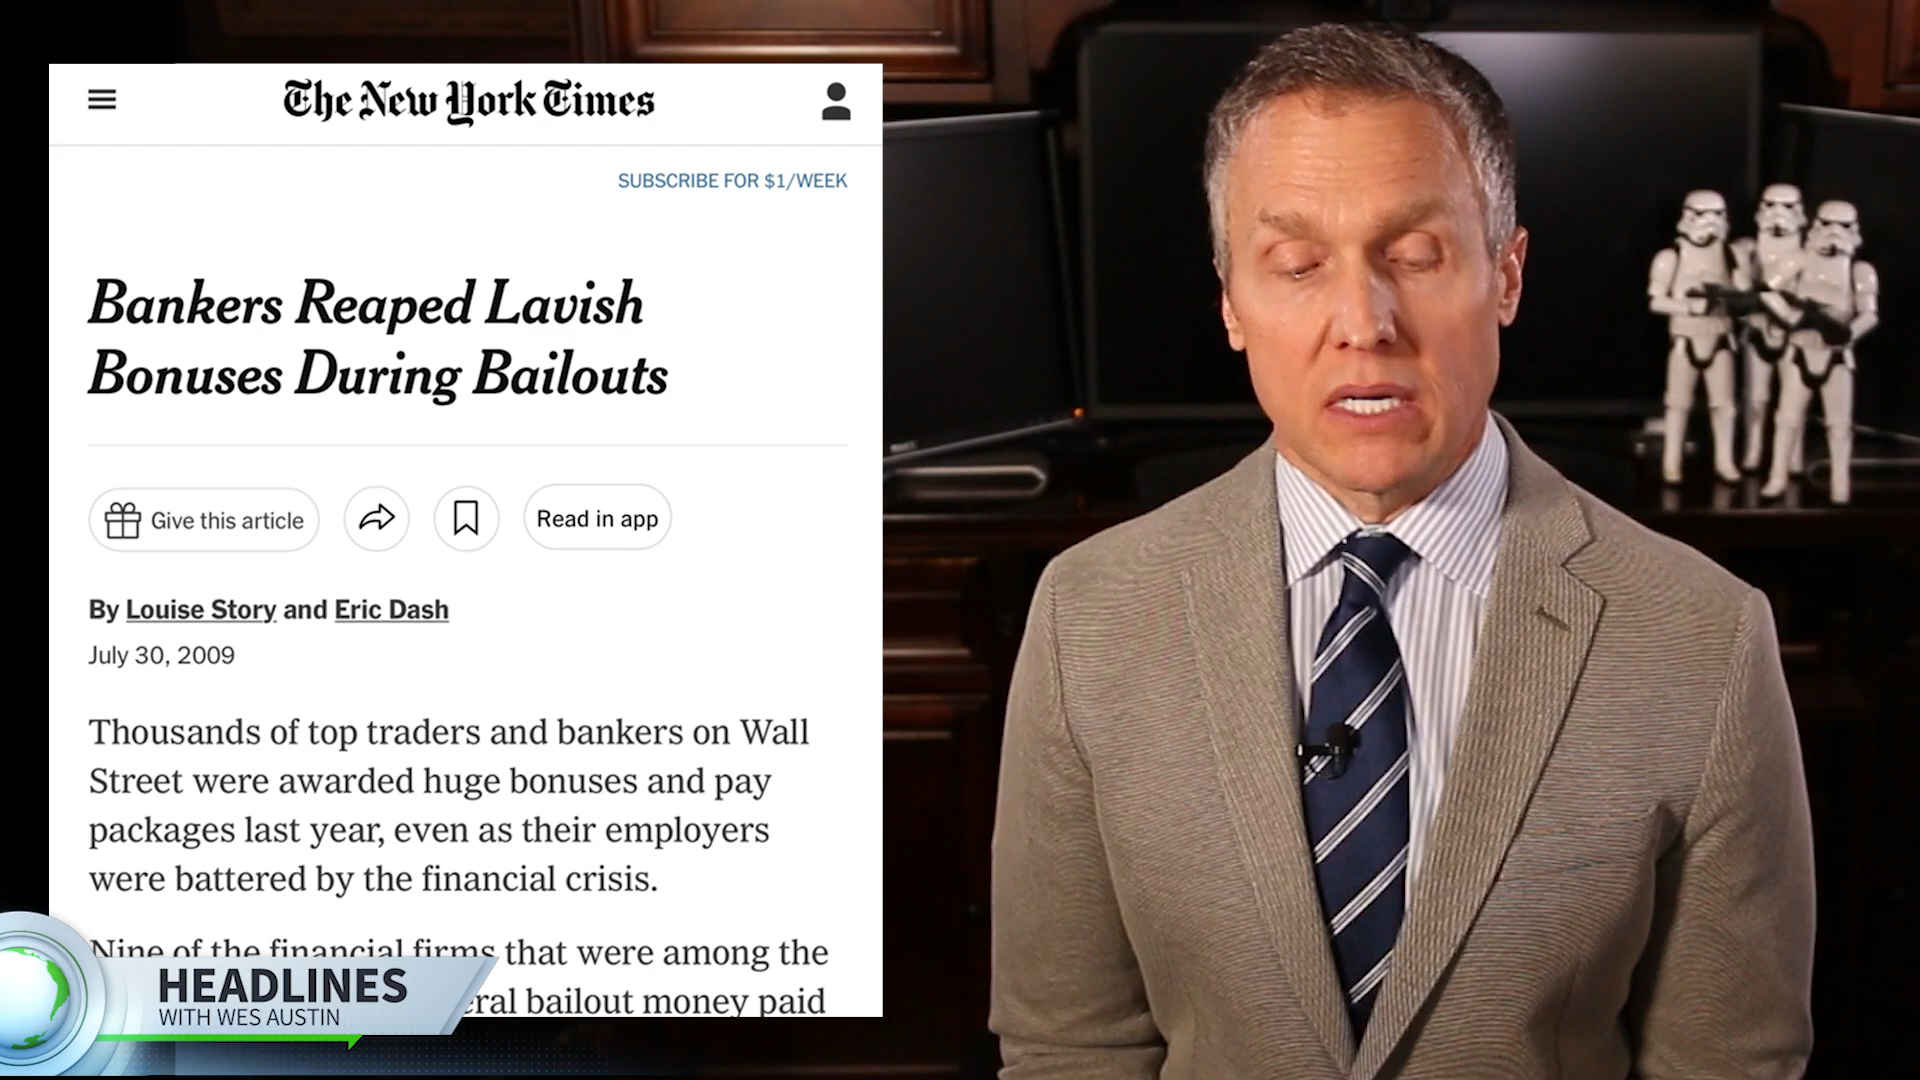 The New York Times
SUBSCRIBE FOR $1/WEEK
Bankers Reaped Lavish
Bonuses During Bailouts
Give this article
Read in app
By Louise Story and Eric Dash
July 30, 2009
Thousands of top traders and bankers on Wall
Street were awarded huge bonuses and pay
packages last year, even as their employers
were battered by the financial crisis.
Nine of the financial firms that were among the
bailout money paid
HEADLINES
WITH WES AUSTIN